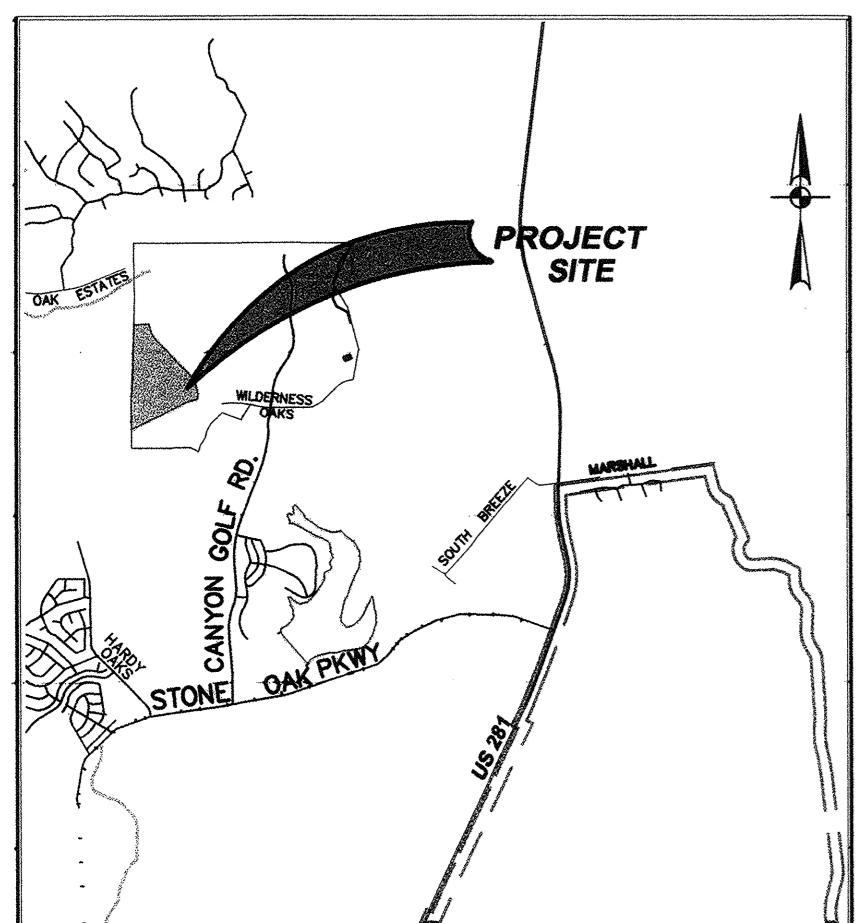 PROJECT
SITE
OAK ESTATES
WILDERNESS
OAKS
MARSHALL
CANYON GOLF RD.
SOUTH BREEZE
HARDY
OAKS
STONE OAK PKWY
US 281